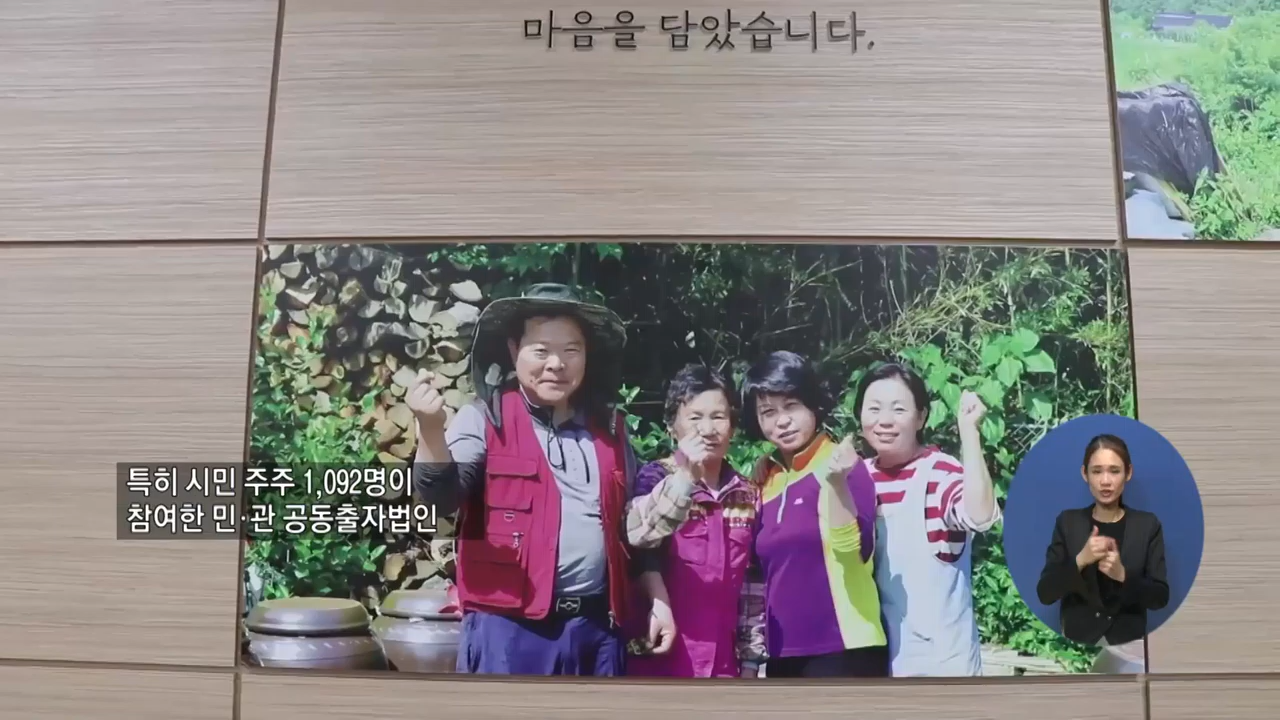 마음을 담았습니다.
특히 시민 주주 1,092명이
참여한 민·관 공동출자법인